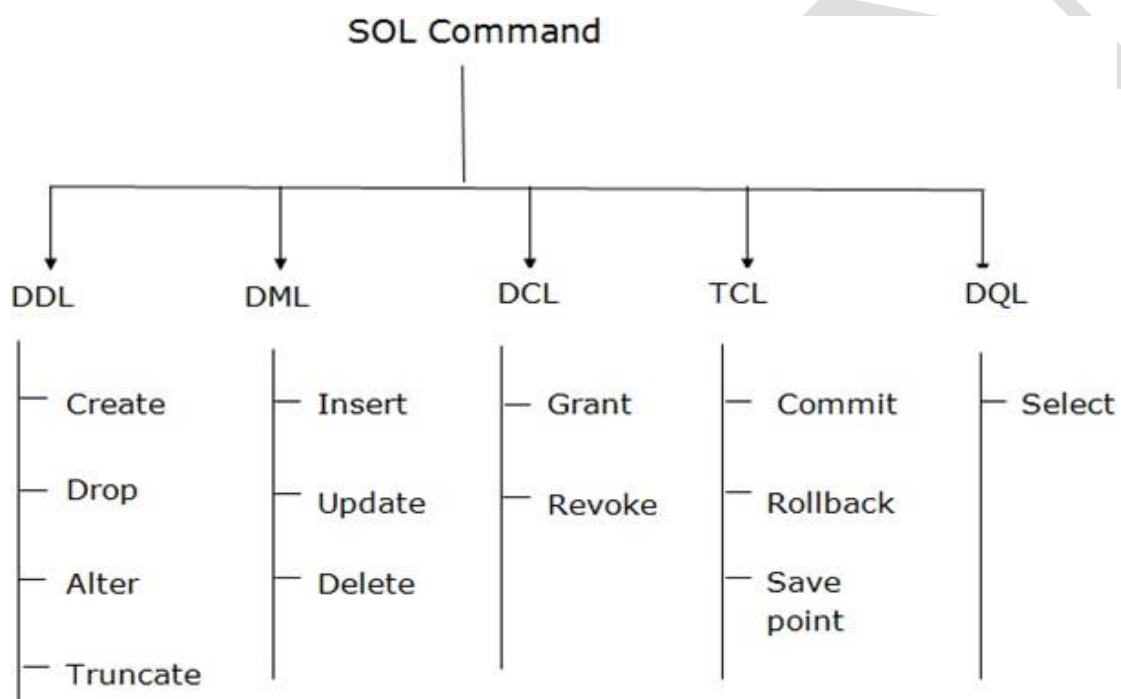 SOL Command
DDL
DML
DCL
TCL
DQL
Create
Drop
Alter
Truncate
Insert
Update
Delete
Grant
Revoke
Commit
Rollback
Save
point
Select